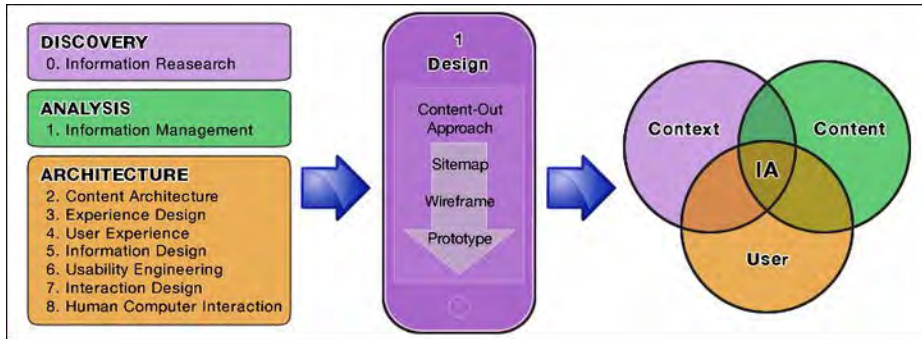 DISCOVERY
0. Information Reasearch
ANALYSIS
1. Information Management
ARCHITECTURE
2. Content Architecture
3. Experience Design
4. User Experience
5. Information Design
6. Usability Engineering
7. Interaction Design
8. Human Computer Interaction
1
Design
Content-Out
Approach
Sitemap
Wireframe
Prototype
Context
Content
IA
User